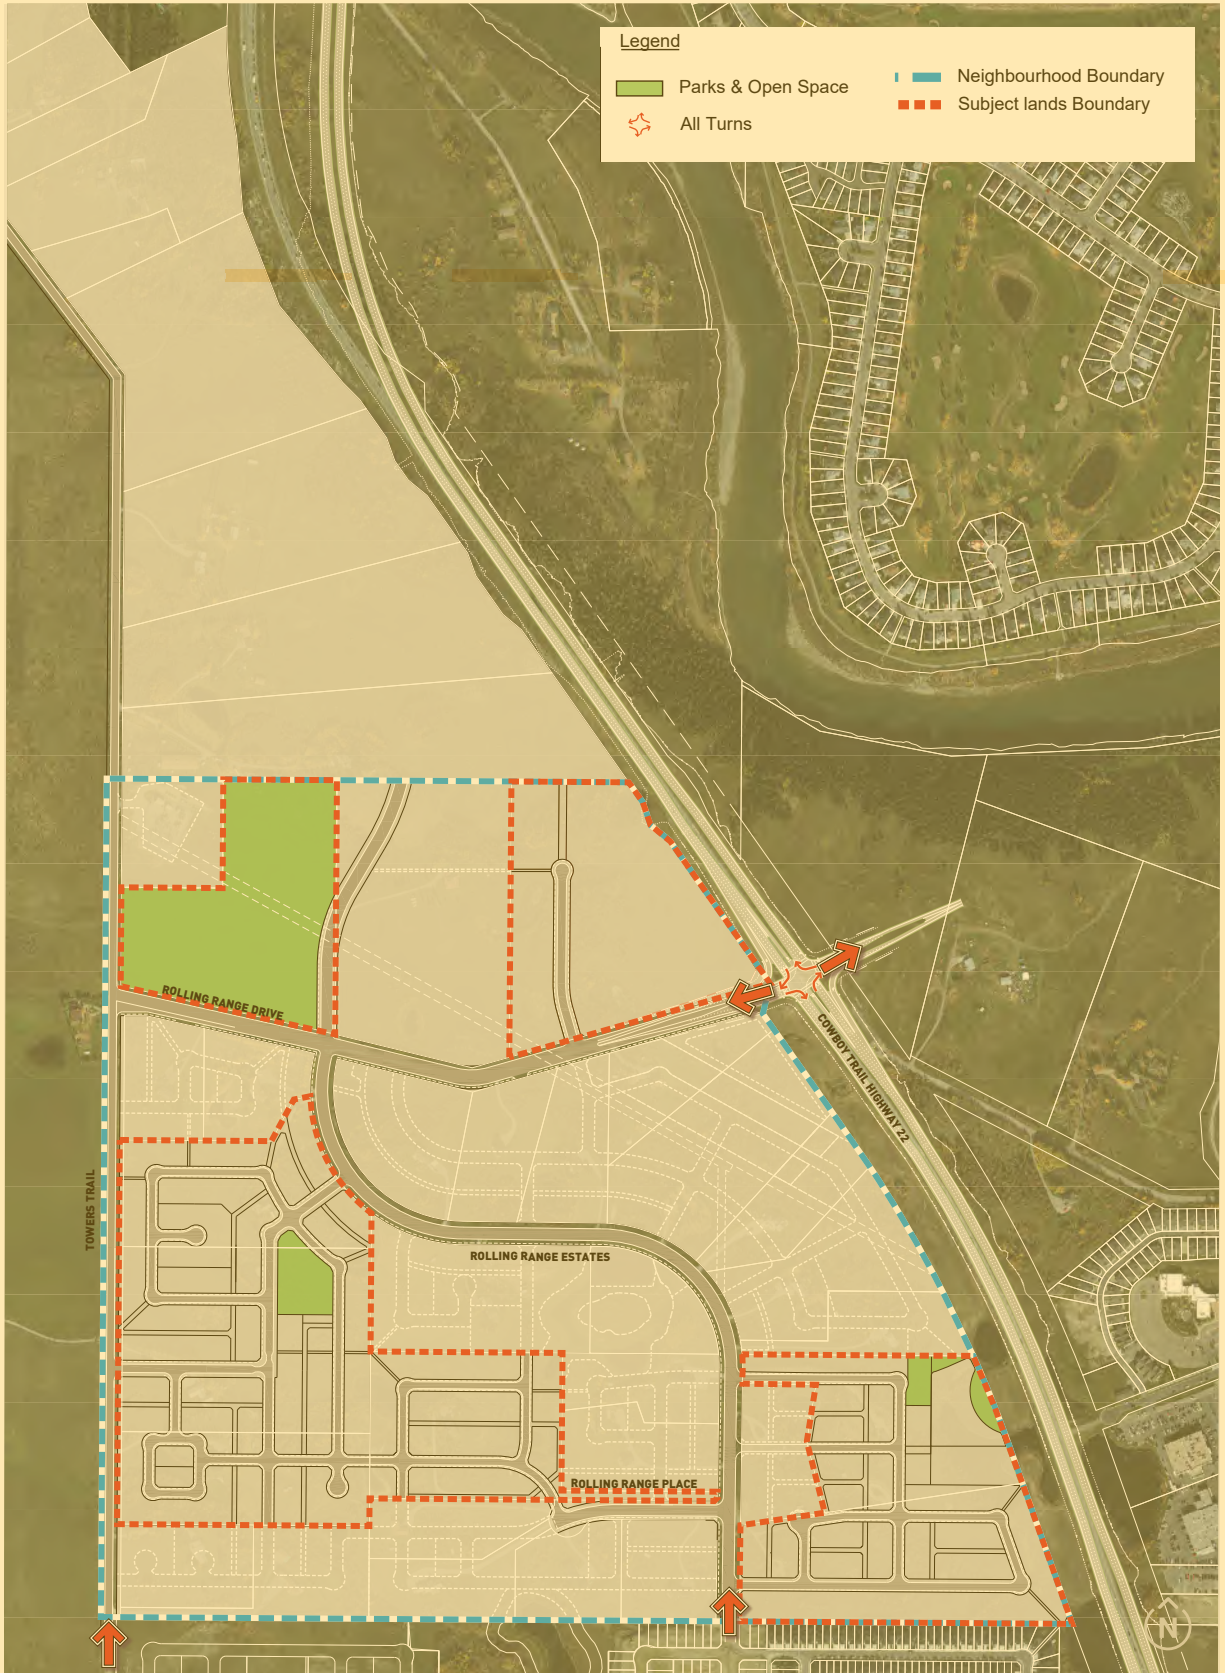 Legend
Parks & Open Space
All Turns
Neighbourhood Boundary
Subject lands Boundary
ROLLING RANGE DRIVE
COWBOY TRAIL HIGHWAY 22
TOWERS TRAIL
ROLLING RANGE ESTATES
ROLLING RANGE PLACE
N